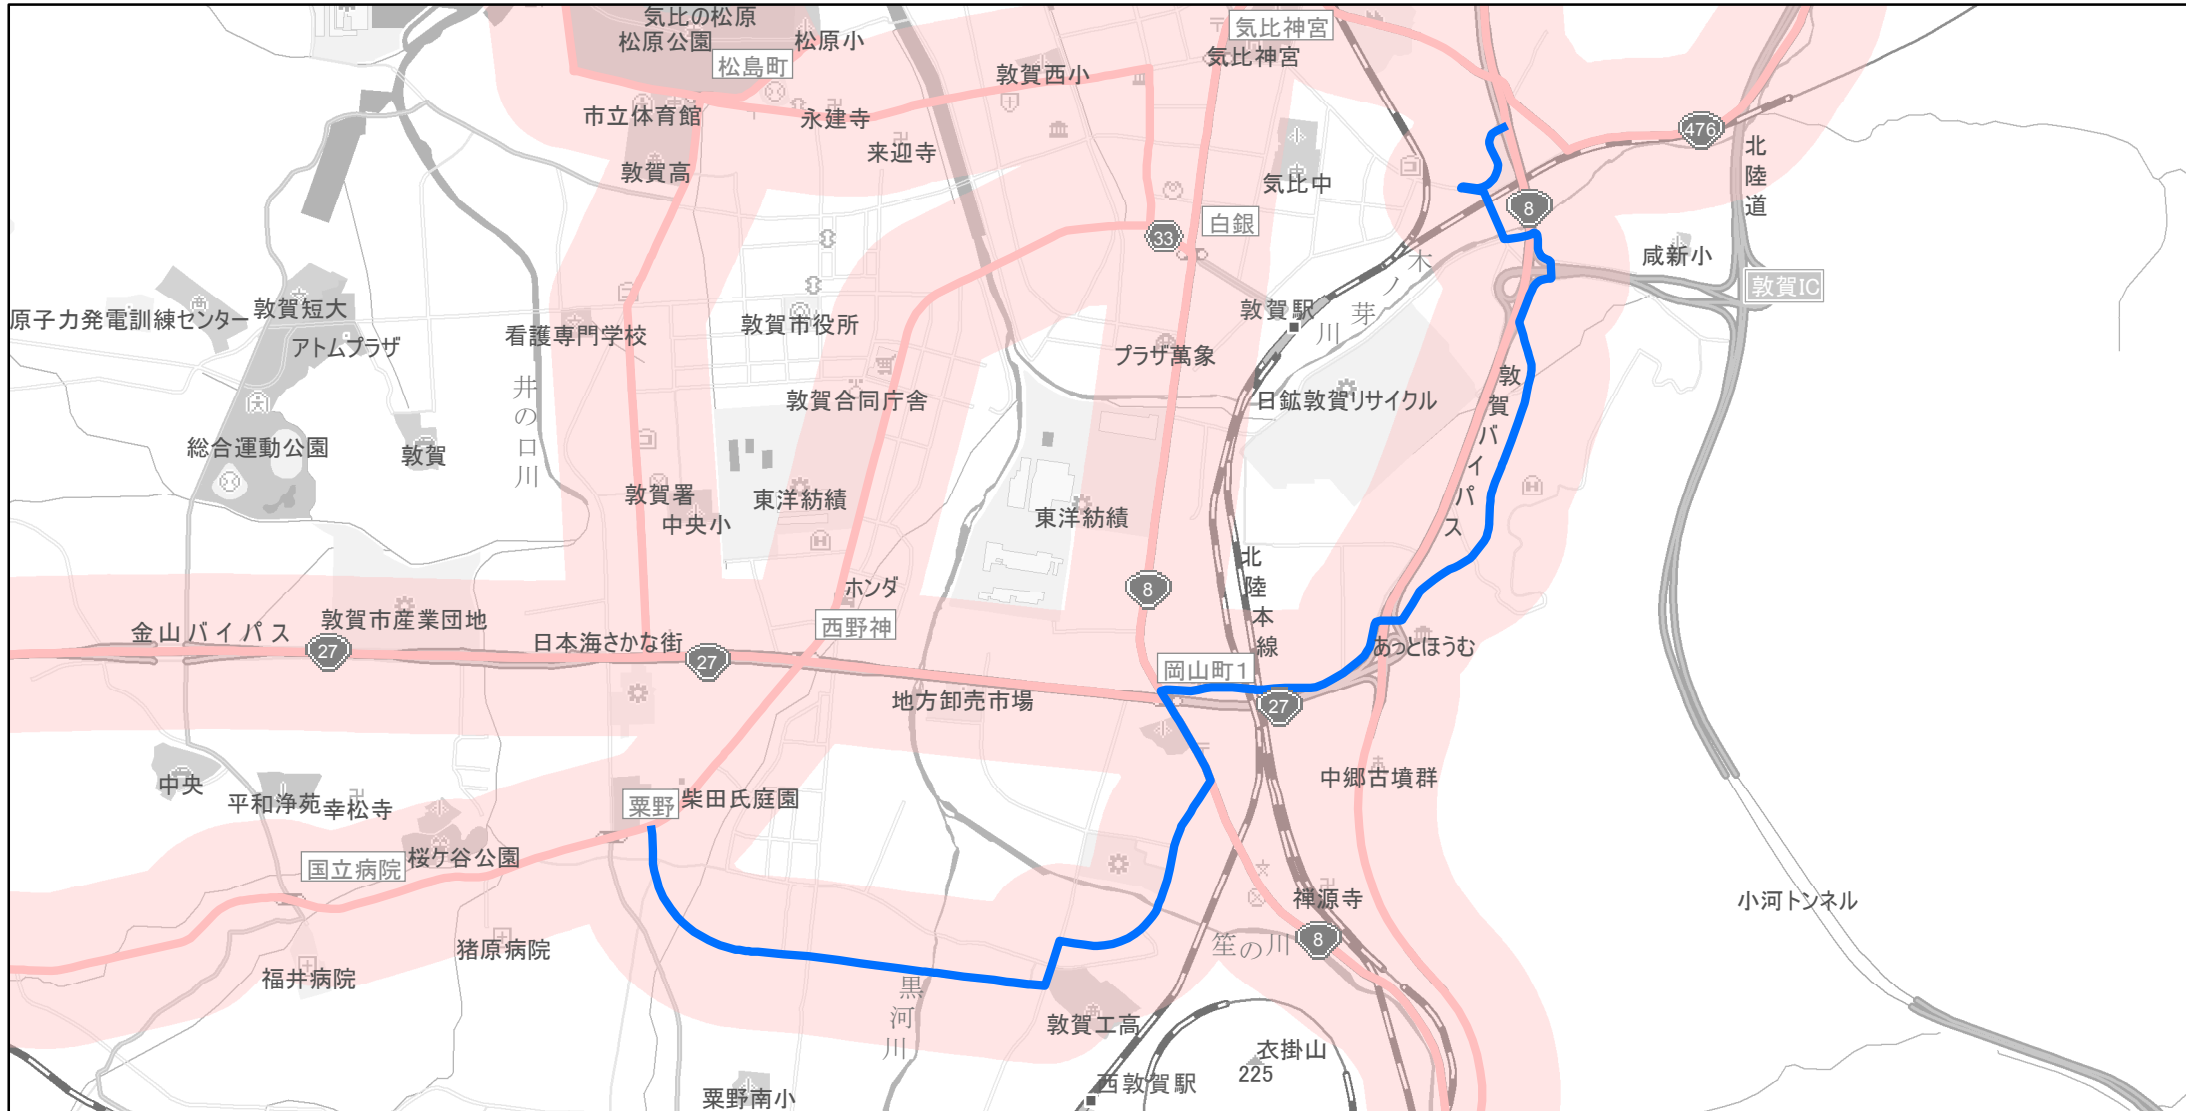 気比の松原
松原公園
松原小
松島町
市立体育館
永建寺
敦賀高
来迎寺
敦賀西小
気比神宮
気比神宮
476
北陸道
気比中
白銀
33
8
咸新小
敦賀IC
木ノ芽川
敦賀駅
原子力発電訓練センター
敦賀短大
アトムプラザ
看護専門学校
敦賀市役所
プラザ萬象
井の口川
敦賀合同庁舎
日鉱敦賀リサイクル
敦賀バイパス
総合運動公園
敦賀
敦賀署
中央小
東洋紡績
東洋紡績
北陸本線
ホンダ
8
西野神
金山バイパス
敦賀市産業団地
27
日本海さかな街
27
岡山町1
あっとほうむ
地方卸売市場
27
中央
平和浄苑
幸松寺
粟野
柴田氏庭園
中郷古墳群
国立病院
桜ケ谷公園
禅源寺
小河トンネル
猪原病院
福井病院
笙の川
8
黒河川
敦賀工高
衣掛山
225
西敦賀駅
粟野南小